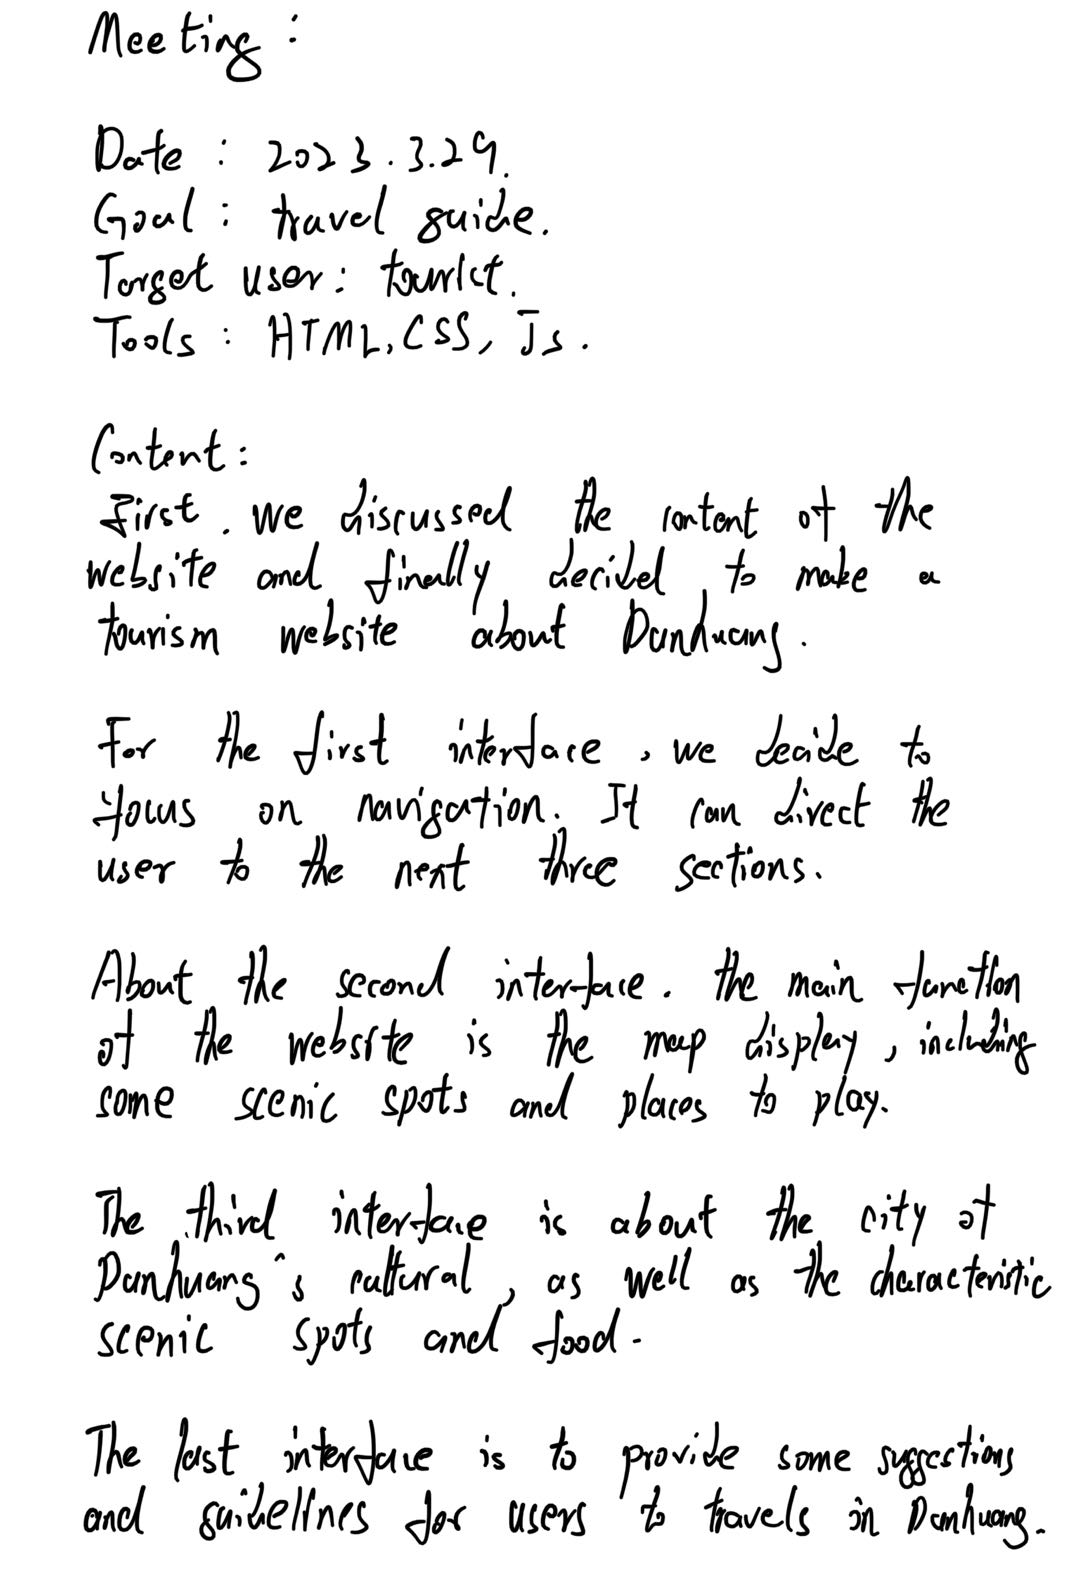 Meeting :
Date : 2023.3.29.
Goal : travel guide.
Target user : tourist.
Tools : HTML, CSS, Js.
Content :
First. we discussed the content of the
website and finally decided to make a
tourism website about Dunhuang.
For the first interface, we decide to
focus on navigation. It can direct the
user to the next three sections.
About the second interface. the main function
of the website is the map display, including
some scenic spots and places to play.
The third interface is about the city of
Dunhuang's cultural, as well as the characteristic
scenic spots and food.
The last interface is to provide some suggestions
and guidelines for users to travels in Dunhuang.